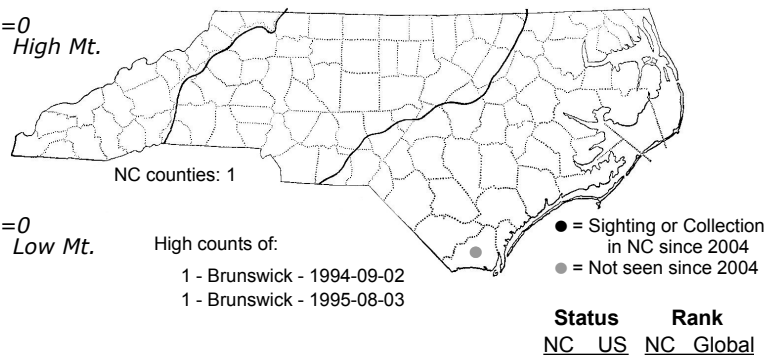 =0
High Mt.
NC counties: 1
=0
Low Mt.
High counts of:
1 - Brunswick - 1994-09-02
1 - Brunswick - 1995-08-03
= Sighting or Collection
in NC since 2004
= Not seen since 2004
Status Rank
NC US NC Global